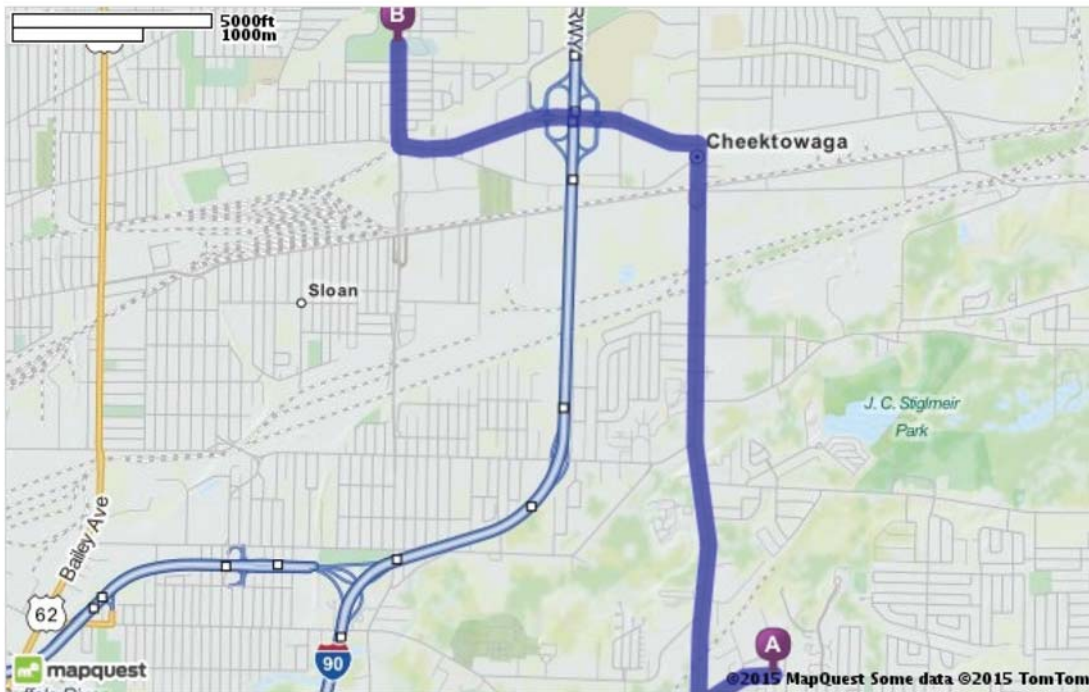 5000ft
1000m
B
RWY
Cheektowaga
Sloan
J. C. Stiglmeir
Park
Bailey Ave
62
A
90
mapquest
©2015 MapQuest Some data ©2015 TomTom